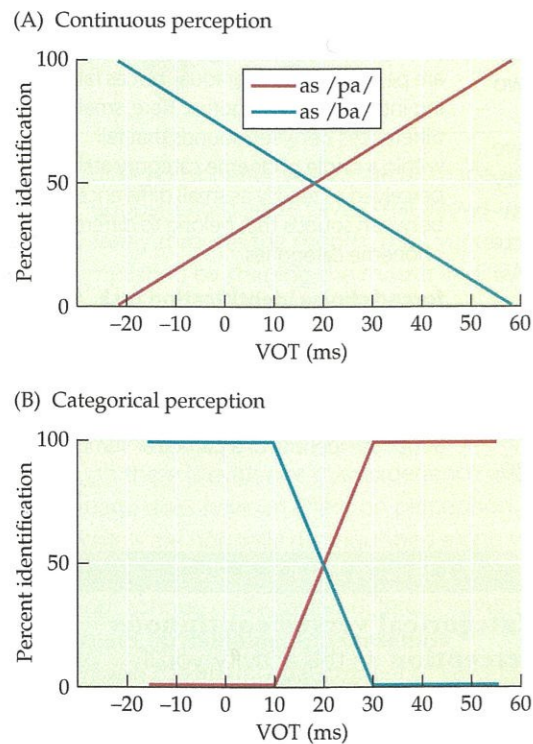 (A) Continuous perception
100
as /pa/
as /ba/
50
0
Percent identification
–20 –10 0 10 20 30 40 50 60
VOT (ms)
(B) Categorical perception
100
50
0
Percent identification
–20 –10 0 10 20 30 40 50 60
VOT (ms)